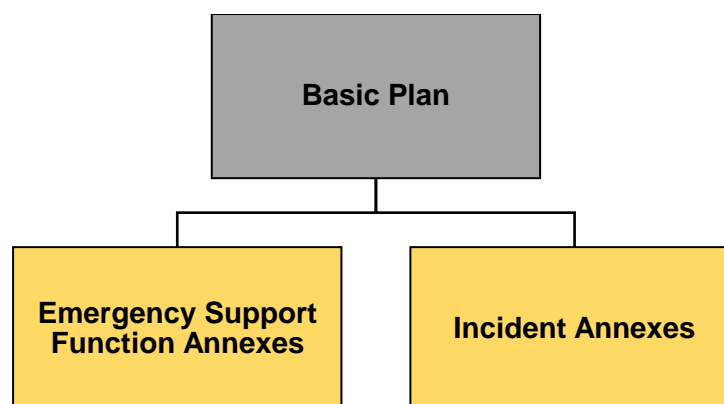 Basic Plan
Emergency Support
Function Annexes
Incident Annexes